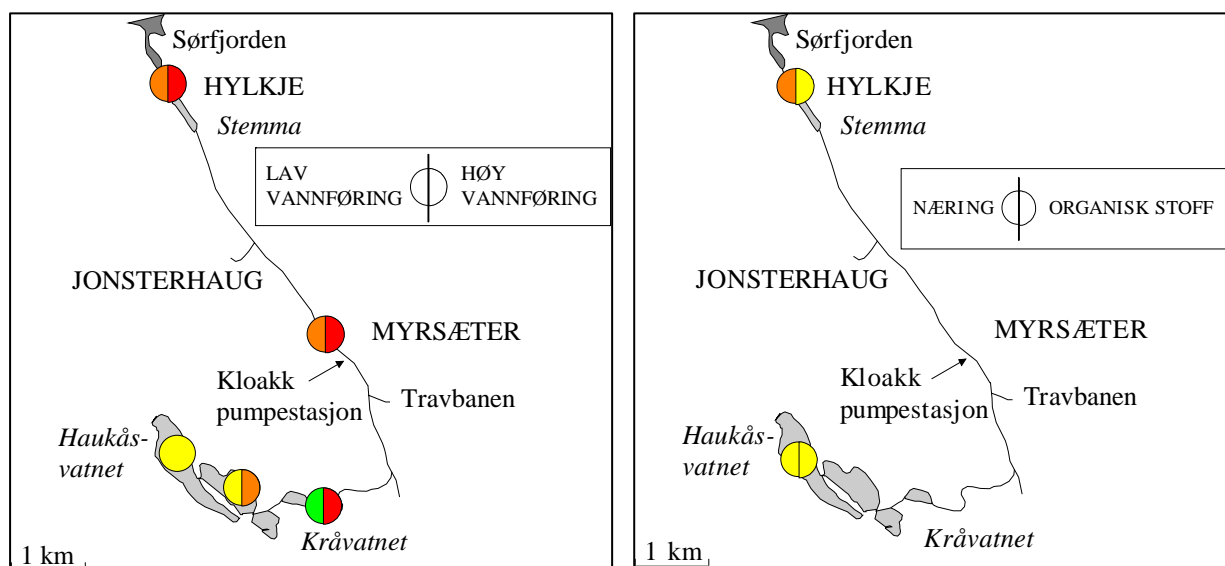 Sørfjorden
HYLKJE
Stemma
LAV
VANNFØRING
HØY
VANNFØRING
JONSTERHAUG
MYRSÆTER
Kloakk
pumpestasjon
Travbanen
Haukås-
vatnet
Kråvatnet
1 km
Sørfjorden
HYLKJE
Stemma
NÆRING
ORGANISK STOFF
JONSTERHAUG
MYRSÆTER
Kloakk
pumpestasjon
Travbanen
Haukås-
vatnet
Kråvatnet
1 km